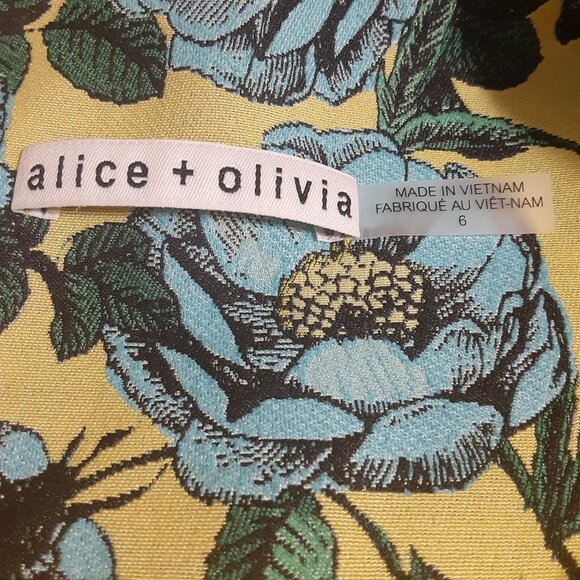 alice + olivia
MADE IN VIETNAM
FABRIQUÉ AU VIÊT-NAM
6